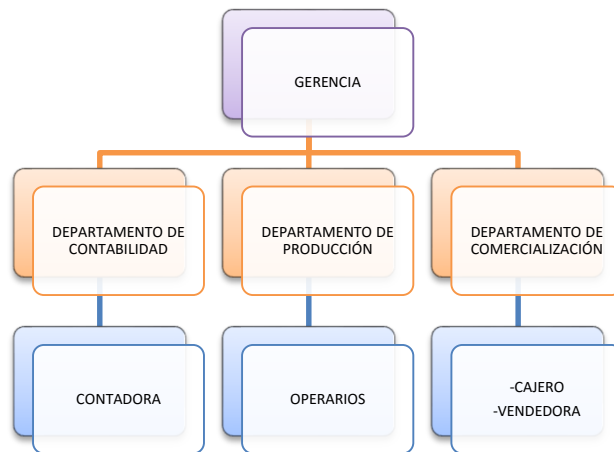 GERENCIA
DEPARTAMENTO DE
CONTABILIDAD
DEPARTAMENTO DE
PRODUCCIÓN
DEPARTAMENTO DE
COMERCIALIZACIÓN
CONTADORA
OPERARIOS
-CAJERO
-VENDEDORA